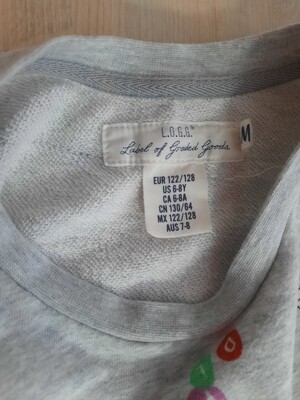 L.O.G.G.™
Label of Graded Goods
M
EUR 122/128
US 6-8Y
CA 6-8A
CN 130/64
MX 122/128
AUS 7-8